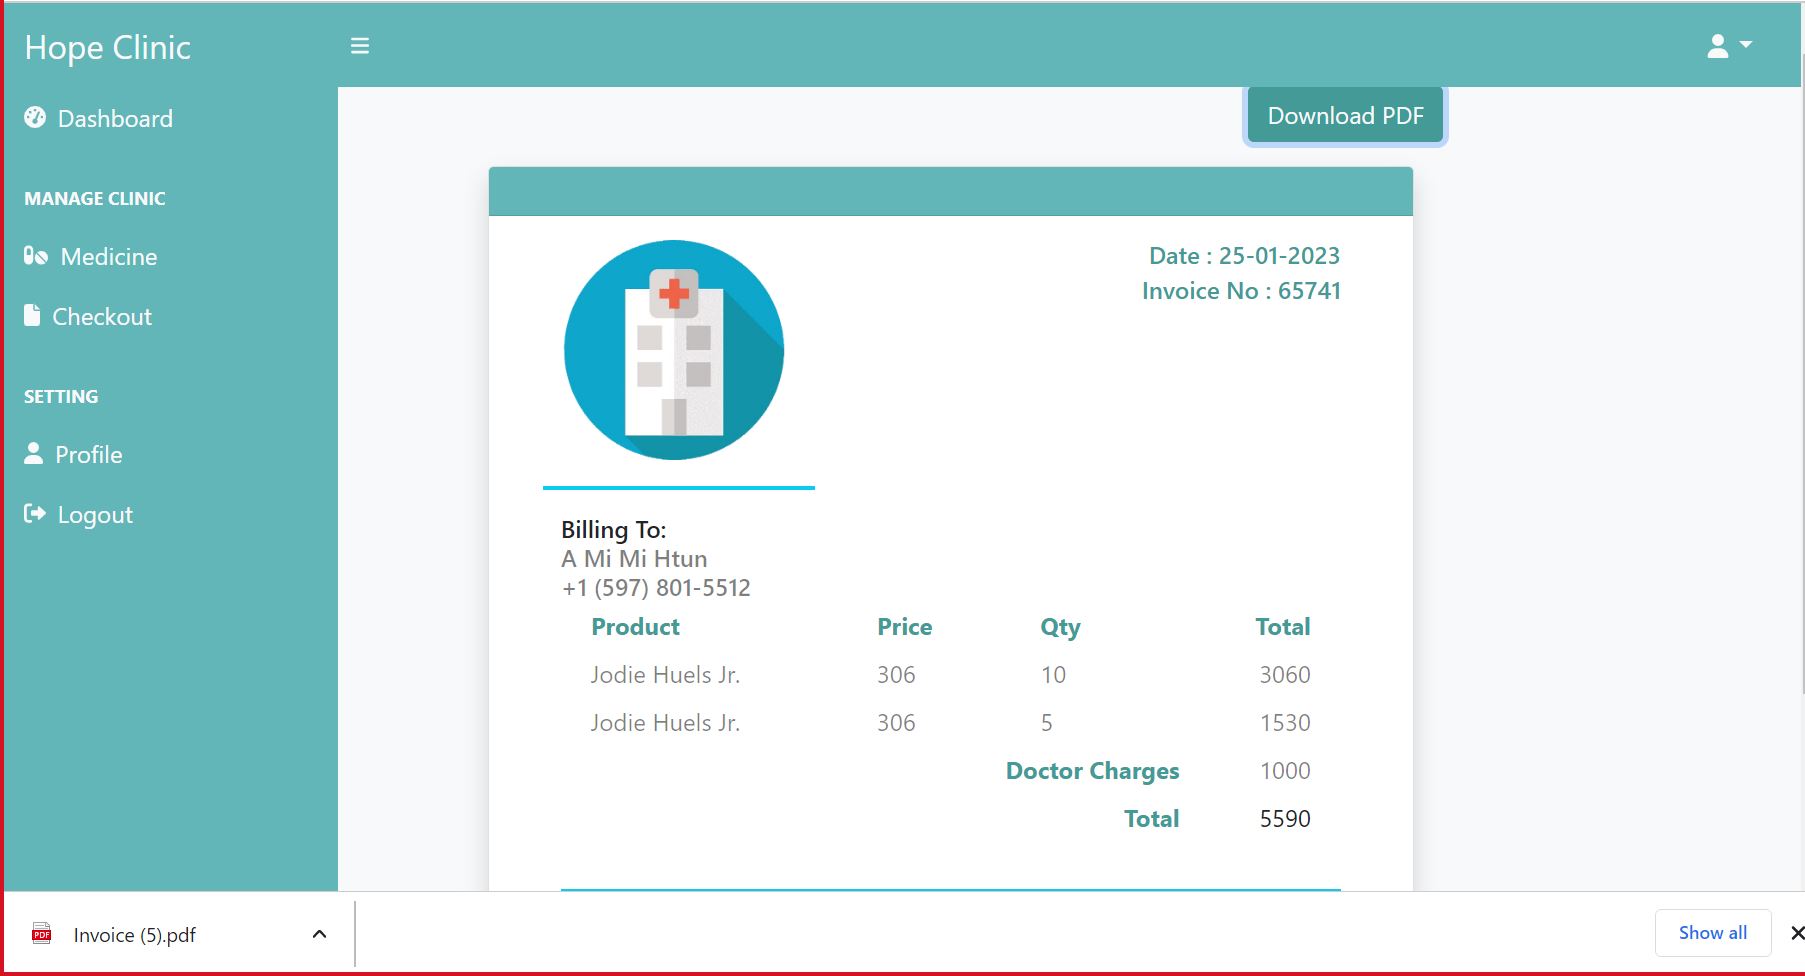 Hope Clinic
Dashboard
MANAGE CLINIC
Medicine
Checkout
SETTING
Profile
Logout
Download PDF
Date : 25-01-2023
Invoice No : 65741
Billing To:
A Mi Mi Htun
+1 (597) 801-5512
Product Price Qty Total
Jodie Huels Jr. 306 10 3060
Jodie Huels Jr. 306 5 1530
Doctor Charges 1000
Total 5590
PDF Invoice (5).pdf
Show all